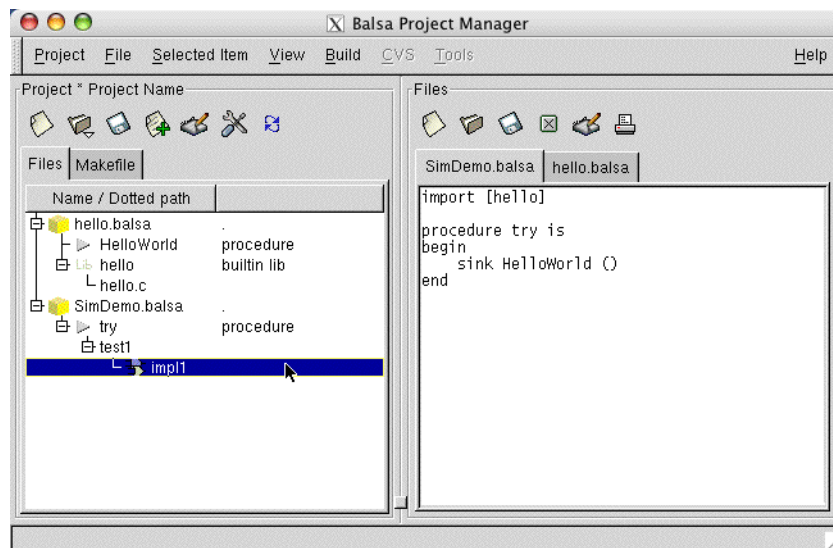 X Balsa Project Manager
Project File Selected Item View Build CVS Tools Help
Project * Project Name
Files Makefile
Name / Dotted path
hello.balsa .
HelloWorld procedure
Lib hello builtin lib
hello.c
SimDemo.balsa .
try procedure
test1
impl1
Files
SimDemo.balsa hello.balsa
import [hello]
procedure try is
begin
    sink HelloWorld ()
end